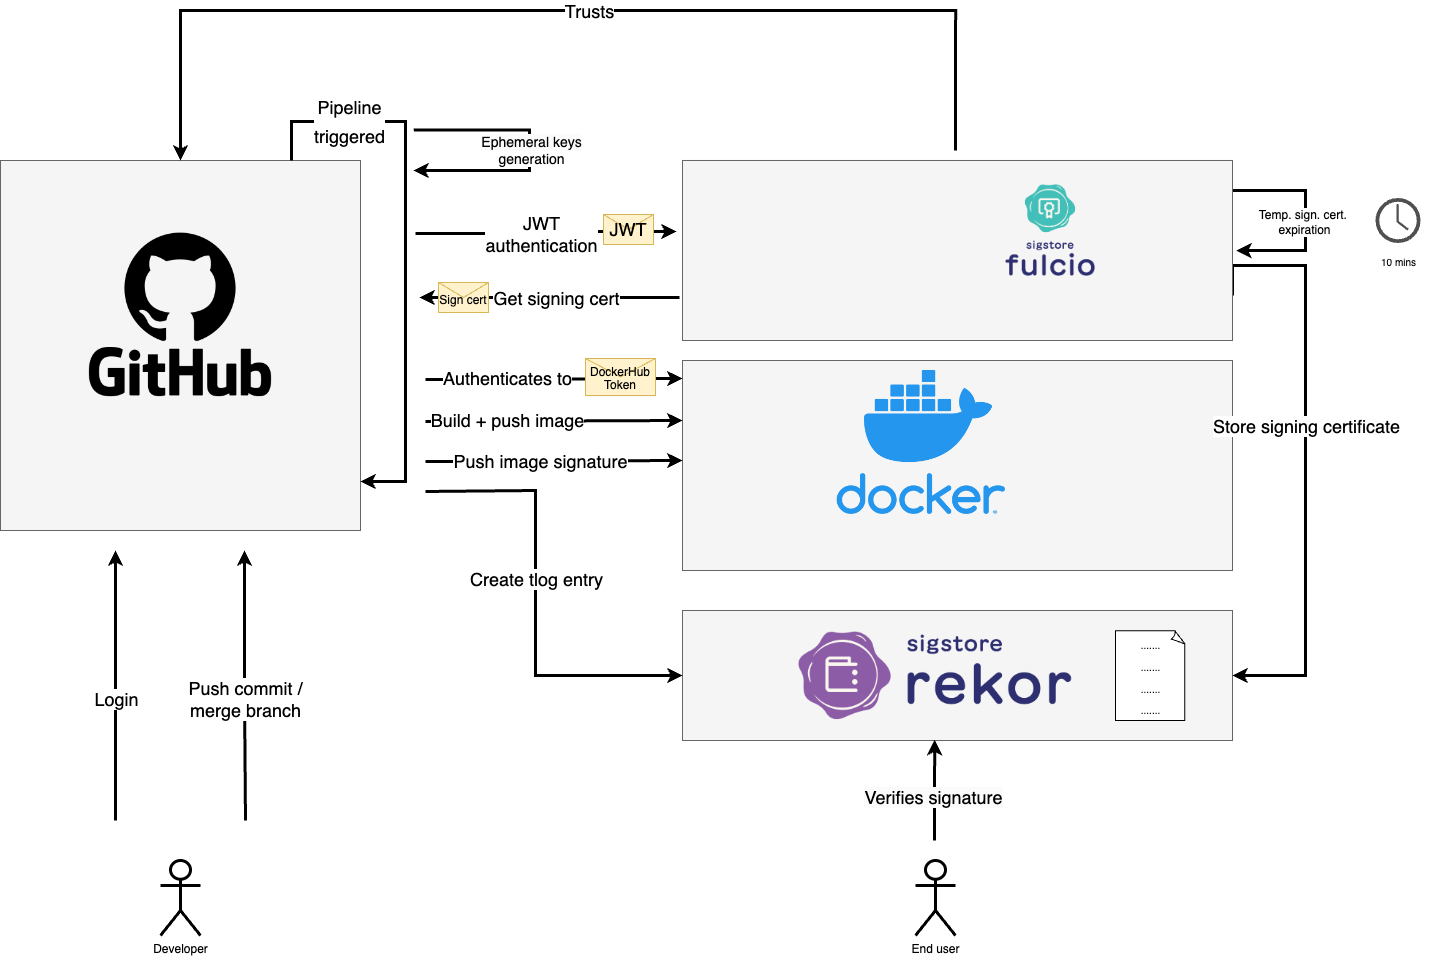 Trusts
Pipeline
triggered
Ephemeral keys
generation
JWT
authentication
JWT
sigstore
fulcio
Temp. sign. cert.
expiration
10 mins
Sign cert
Get signing cert
GitHub
Authenticates to
DockerHub
Token
Build + push image
Push image signature
docker
Store signing certificate
Create tlog entry
sigstore
rekor
.......
.......
.......
.......
Login
Push commit /
merge branch
Verifies signature
Developer
End user